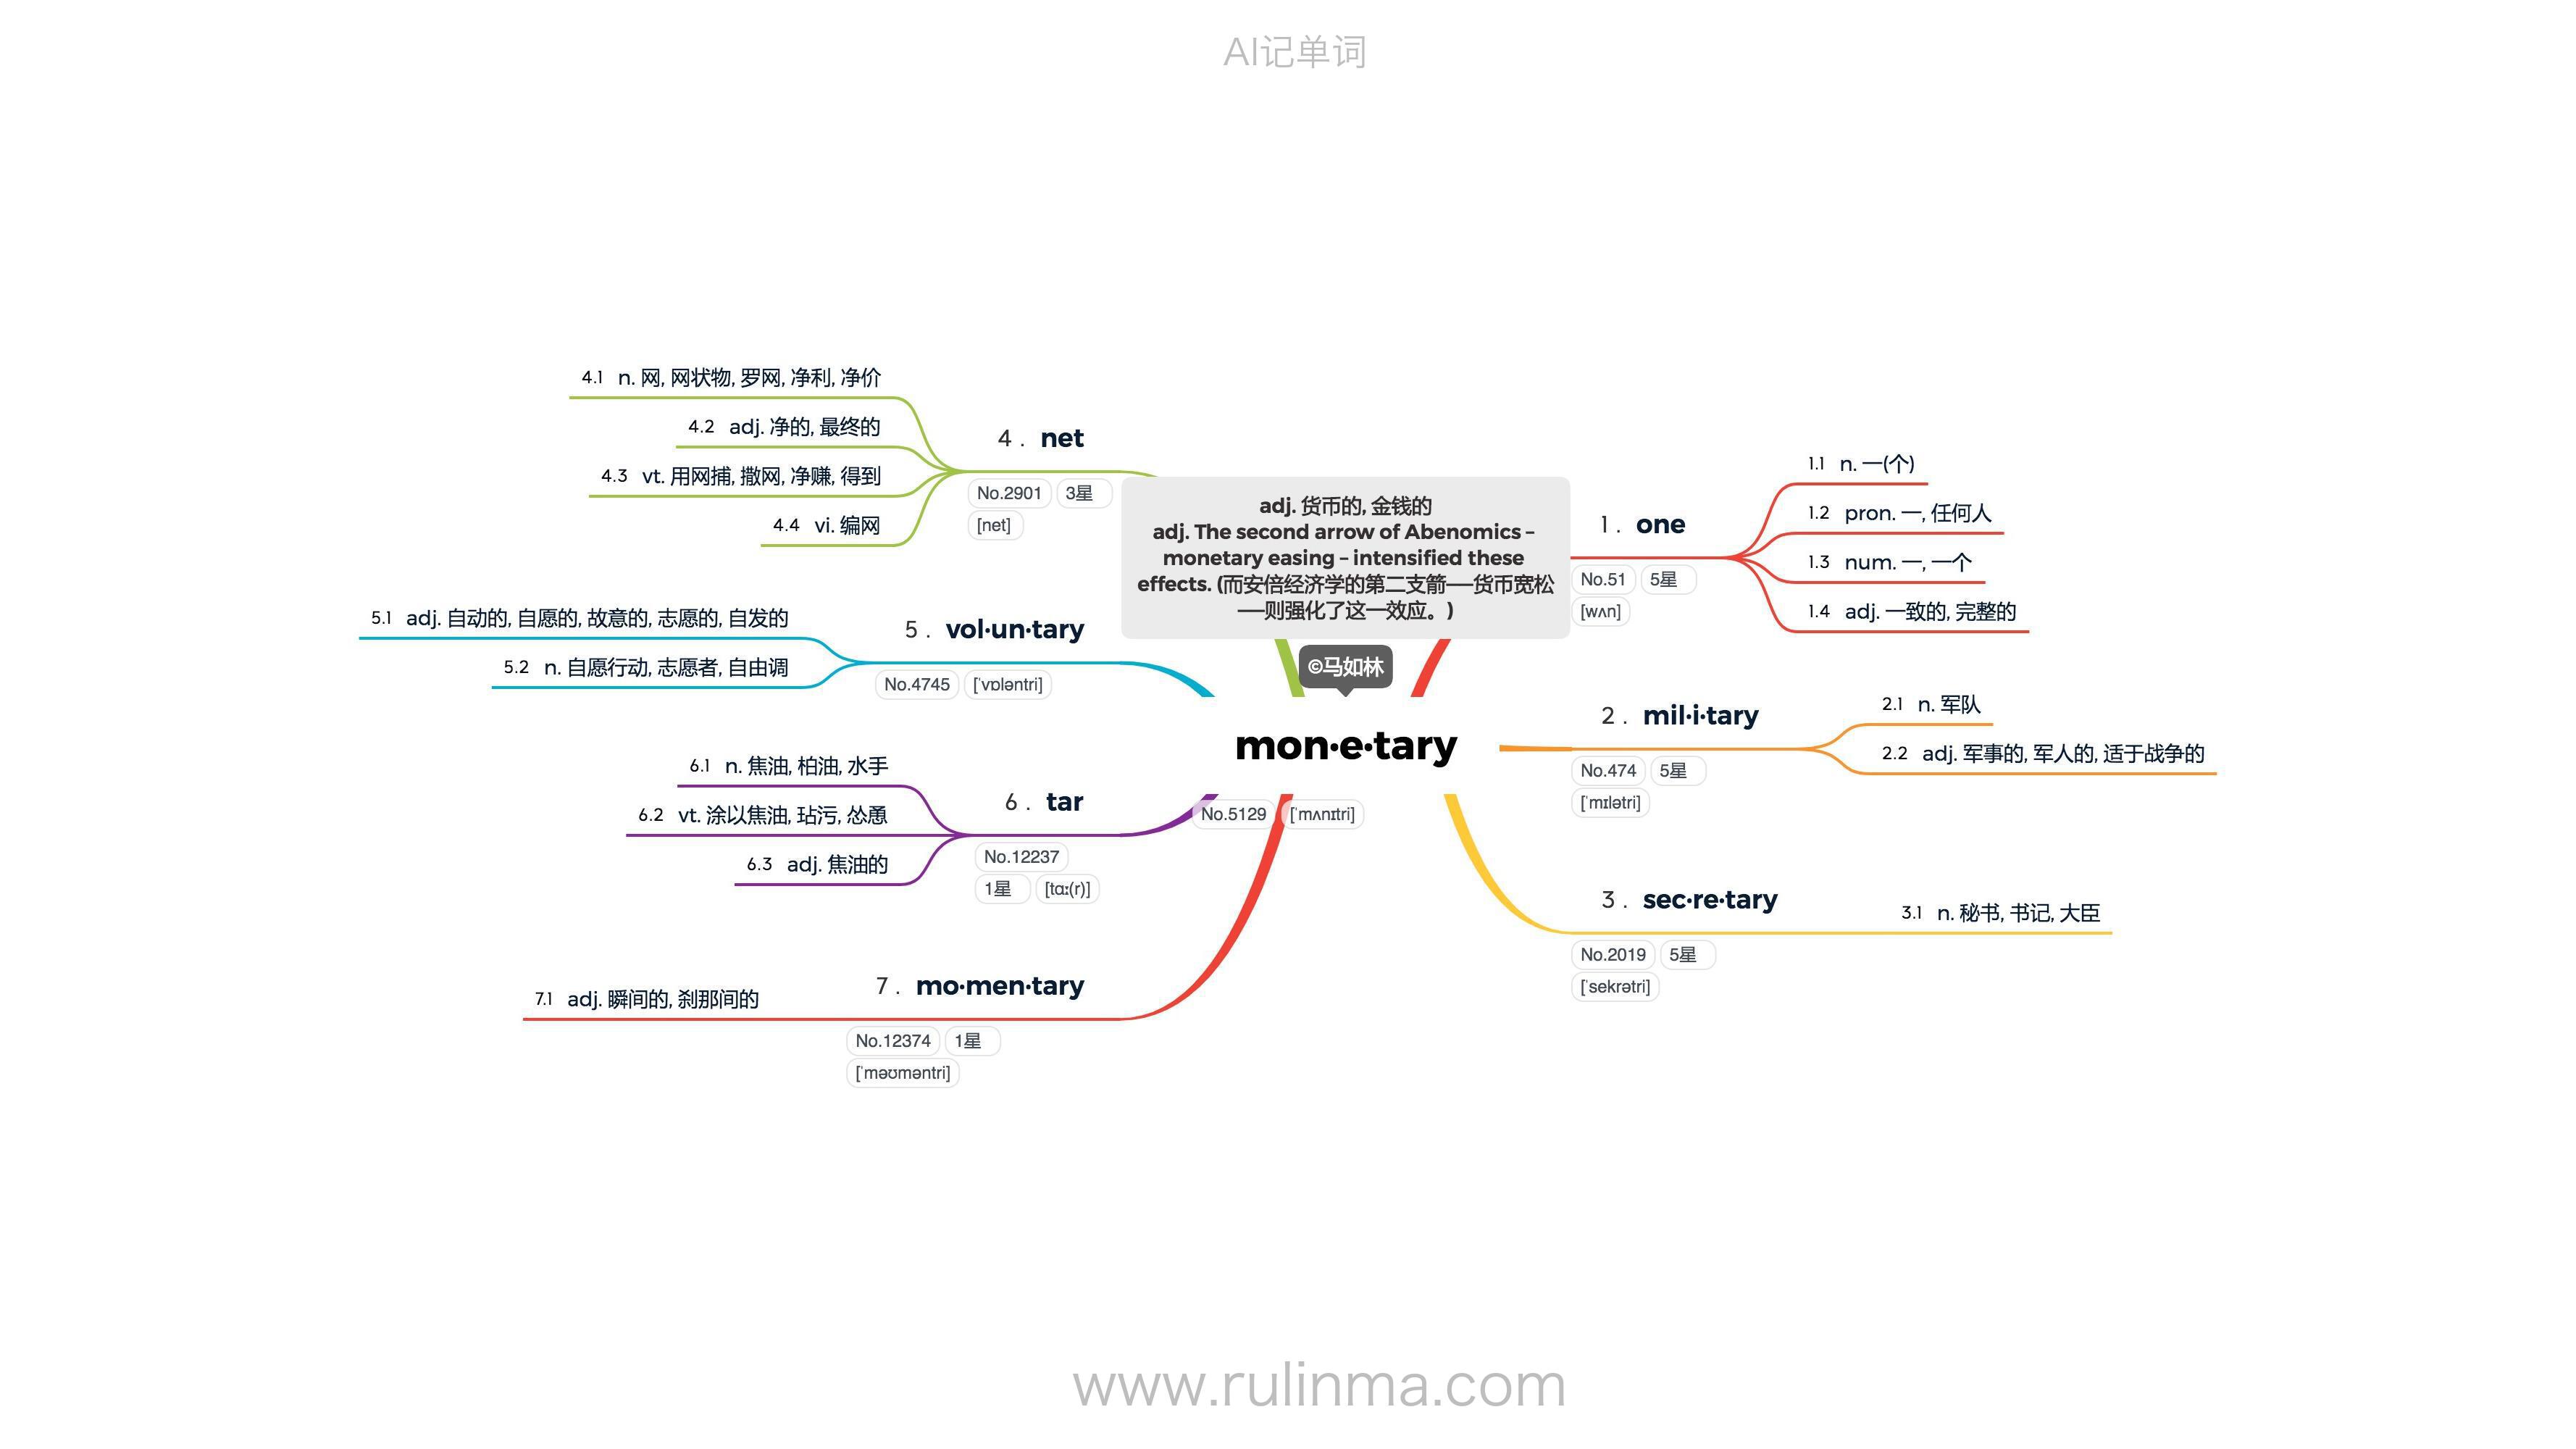 AI记单词
adj. 货币的, 金钱的
adj. The second arrow of Abenomics –
monetary easing – intensified these
effects. (而安倍经济学的第二支箭──货币宽松
──则强化了这一效应。)
©马如林
mon·e·tary
No.5129 [ˈmʌnɪtri]
1 . one
No.51 5星
[wʌn]
1.1 n. 一(个)
1.2 pron. 一, 任何人
1.3 num. 一, 一个
1.4 adj. 一致的, 完整的
2 . mil·i·tary
No.474 5星
[ˈmɪlətri]
2.1 n. 军队
2.2 adj. 军事的, 军人的, 适于战争的
3 . sec·re·tary
No.2019 5星
[ˈsekrətri]
3.1 n. 秘书, 书记, 大臣
4 . net
No.2901 3星
[net]
4.1 n. 网, 网状物, 罗网, 净利, 净价
4.2 adj. 净的, 最终的
4.3 vt. 用网捕, 撒网, 净赚, 得到
4.4 vi. 编网
5 . vol·un·tary
No.4745 [ˈvɒləntri]
5.1 adj. 自动的, 自愿的, 故意的, 志愿的, 自发的
5.2 n. 自愿行动, 志愿者, 自由调
6 . tar
No.12237
1星 [tɑː(r)]
6.1 n. 焦油, 柏油, 水手
6.2 vt. 涂以焦油, 玷污, 怂恿
6.3 adj. 焦油的
7 . mo·men·tary
No.12374 1星
[ˈməʊməntri]
7.1 adj. 瞬间的, 刹那间的
www.rulinma.com